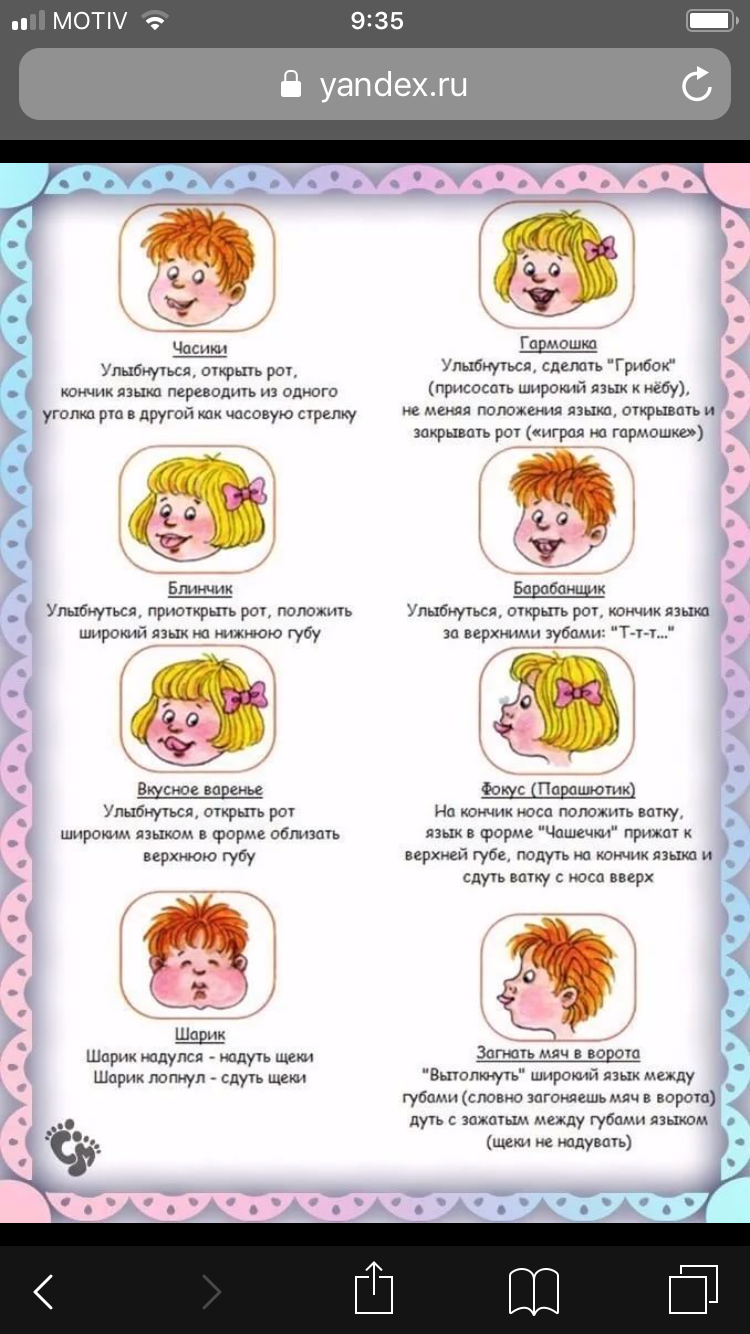 MOTIV
9:35
yandex.ru
Часики
Улыбнуться, открыть рот,
кончик языка переводить из одного
уголка рта в другой как часовую стрелку
Гармошка
Улыбнуться, сделать "Грибок"
(присосать широкий язык к нёбу),
не меняя положения языка, открывать и
закрывать рот («играя на гармошке»)
Блинчик
Улыбнуться, приоткрыть рот, положить
широкий язык на нижнюю губу
Барабанщик
Улыбнуться, открыть рот, кончик языка
за верхними зубами: "Т-т-т..."
Вкусное варенье
Улыбнуться, открыть рот
широким языком в форме облизать
верхнюю губу
Фокус (Парашютик)
На кончик носа положить ватку,
язык в форме "Чашечки" прижат к
верхней губе, подуть на кончик языка и
сдуть ватку с носа вверх
Шарик
Шарик надулся - надуть щеки
Шарик лопнул - сдуть щеки
Загнать мяч в ворота
"Вытолкнуть" широкий язык между
губами (словно загоняешь мяч в ворота)
дуть с зажатым между губами языком
(щеки не надувать)
СМ